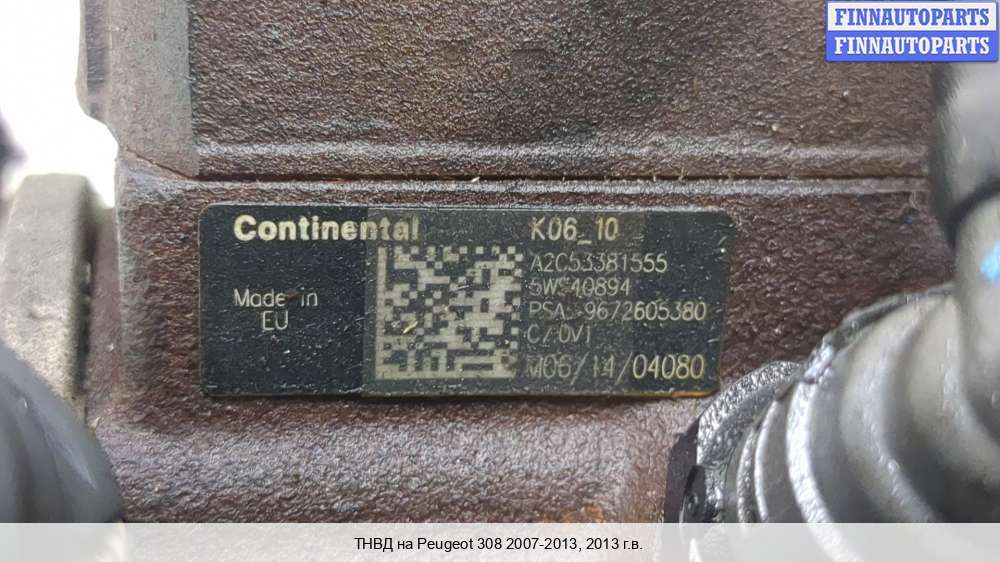 FINNAUTOPARTS
FINNAUTOPARTS
Continental K06_10
A2C53381555
5WS40894
Made in
EU
PSA 9672605380
C/0V1
M06/14/04080
ТНВД на Peugeot 308 2007-2013, 2013 г.в.